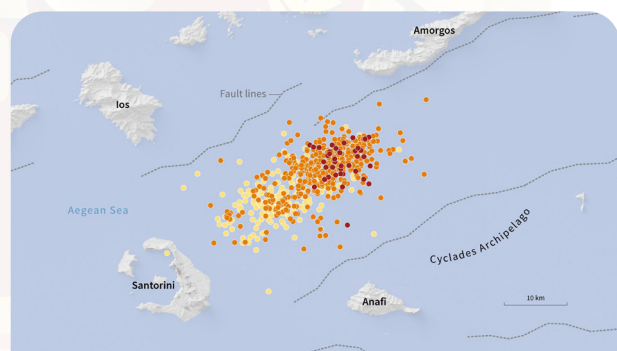 Amorgos
Fault lines
Ios
Aegean Sea
Cyclades Archipelago
Santorini
Anafi
10 km